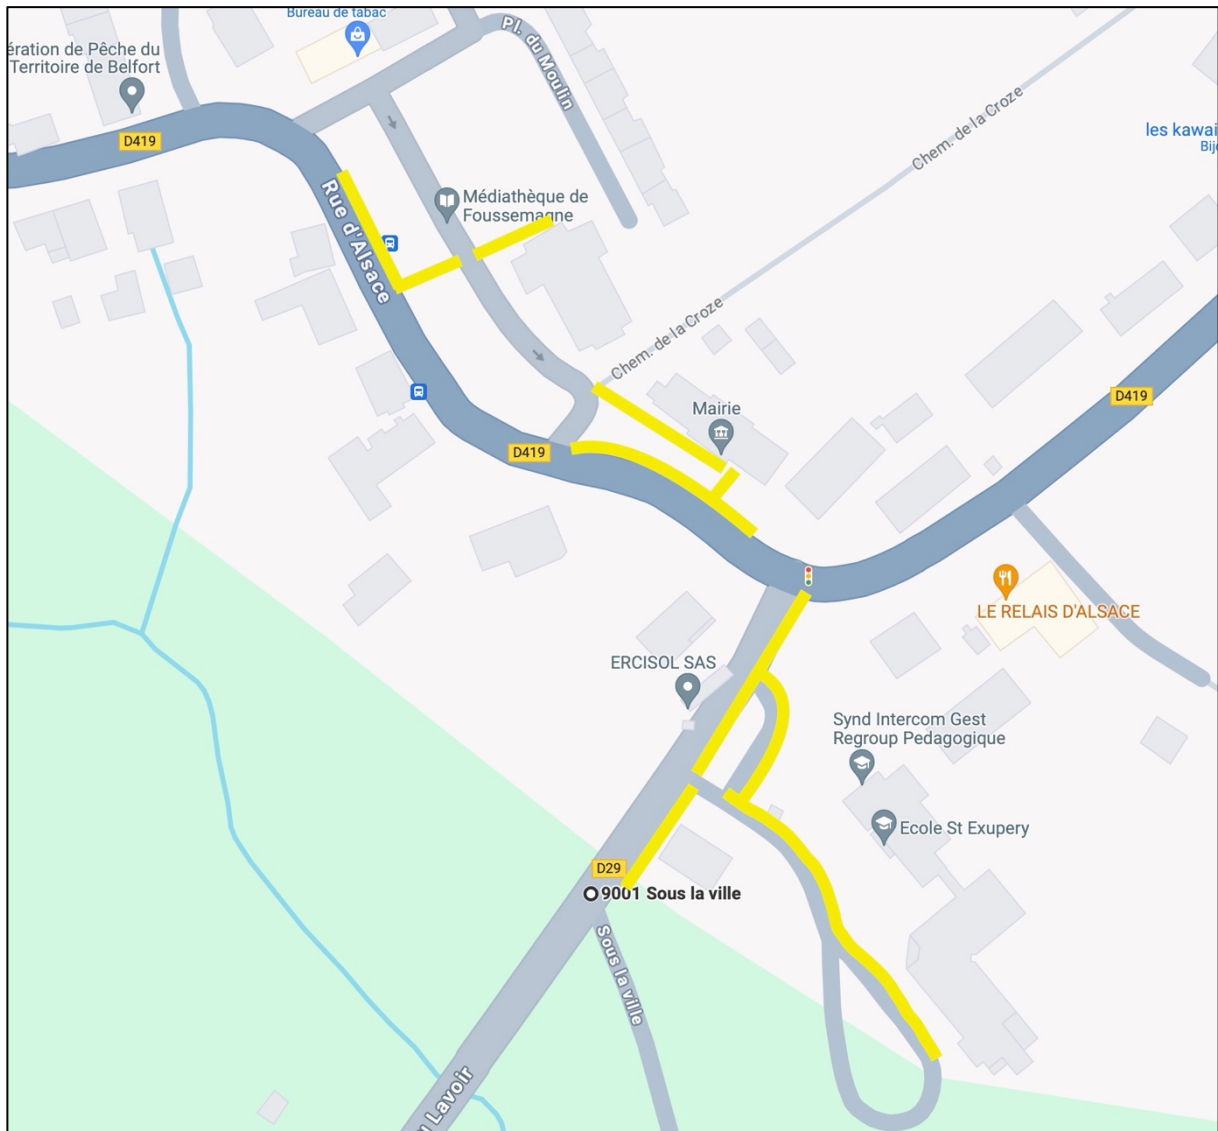 Bureau de tabac
Pl. du Moulin
ération de Pêche du
Territoire de Belfort
Chem. de la Croze
les kawai
Bij
D419
Rue d'Alsace
Médiathèque de
Foussemagne
Chem. de la Croze
D419
Mairie
D419
LE RELAIS D'ALSACE
ERCISOL SAS
Synd Intercom Gest
Regroup Pedagogique
Ecole St Exupery
D29
9001 Sous la ville
Sous la ville
Lavoir